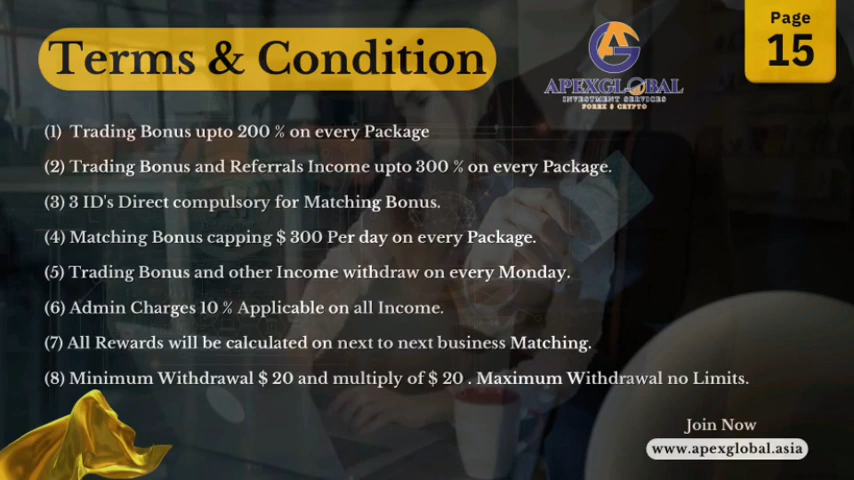 Terms & Condition
APEXGLOBAL
INVESTMENT SERVICES
FOREX $ CRYPTO
Page
15
(1) Trading Bonus upto 200 % on every Package
(2) Trading Bonus and Referrals Income upto 300 % on every Package.
(3) 3 ID's Direct compulsory for Matching Bonus.
(4) Matching Bonus capping $ 300 Per day on every Package.
(5) Trading Bonus and other Income withdraw on every Monday.
(6) Admin Charges 10 % Applicable on all Income.
(7) All Rewards will be calculated on next to next business Matching.
(8) Minimum Withdrawal $ 20 and multiply of $ 20 . Maximum Withdrawal no Limits.
Join Now
www.apexglobal.asia